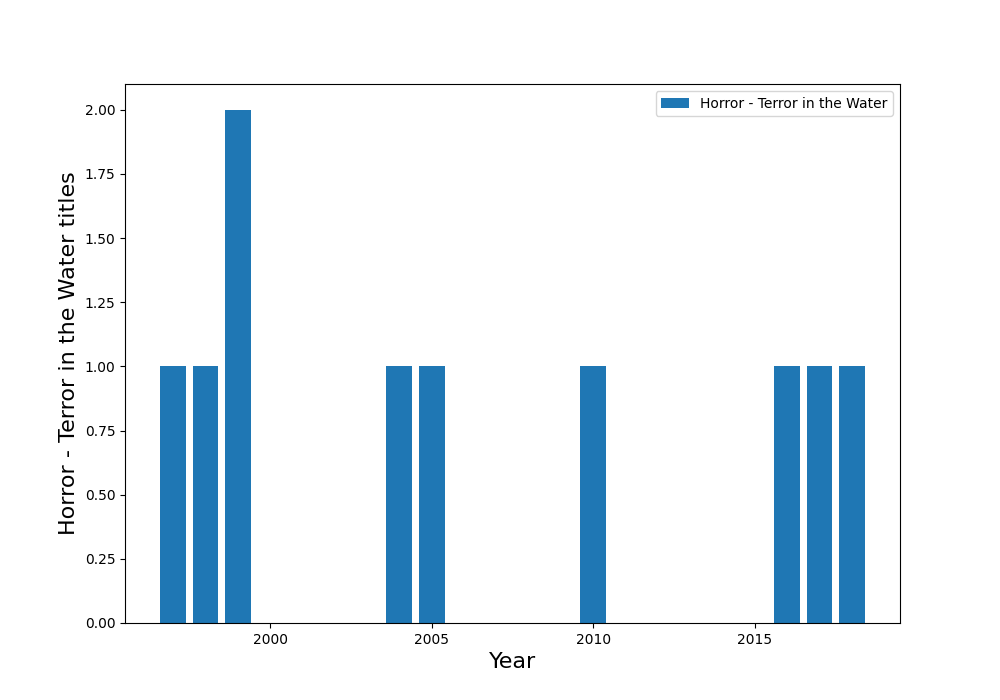 Horror - Terror in the Water
2.00
1.75
1.50
1.25
1.00
0.75
0.50
0.25
0.00
Horror - Terror in the Water titles
2000 2005 2010 2015
Year